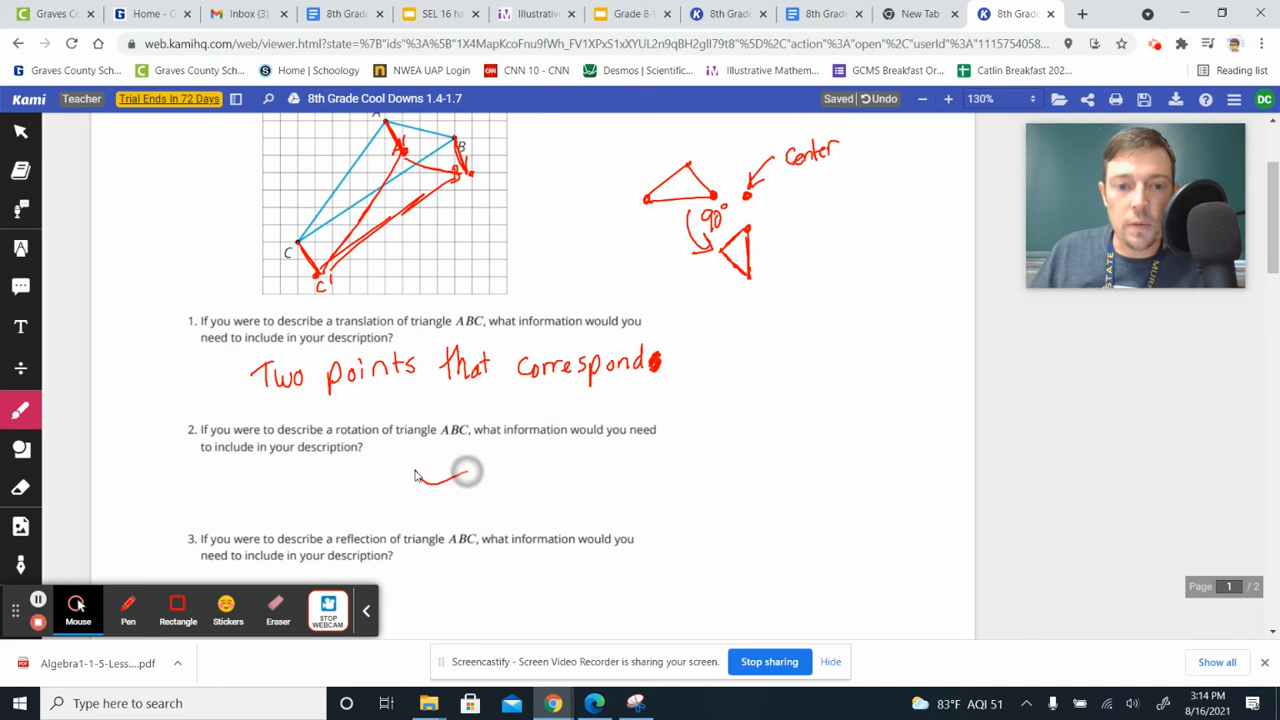 Graves Co
Home - Gr
Inbox (3)
8th Grade
SEL 16 ha
Illustrative
Grade 8-
8th Grade
8th Grade
New Tab
8th Grade
web.kamihq.com/web/viewer.html?state=%7B"ids"%3A%5B"1X4MapKcoFnu9fWh_FV1XPxS1xXYUL2n9qBH2glI79t8"%5D%2C"action"%3A"open"%2C"userId"%3A"1115754058...
Graves County Sch...
Graves County Sch...
Home | Schoology
NWEA UAP Login
CNN 10 - CNN
Desmos | Scientific...
Illustrative Mathem...
GCMS Breakfast Or...
Catlin Breakfast 202...
Reading list
Kami
Teacher
Trial Ends In 72 Days
8th Grade Cool Downs 1.4-1.7
Saved
Undo
130%
DC
A
A'
B
B'
C
C'
center
90°
1. If you were to describe a translation of triangle ABC, what information would you
need to include in your description?
Two points that correspond.
2. If you were to describe a rotation of triangle ABC, what information would you need
to include in your description?
3. If you were to describe a reflection of triangle ABC, what information would you
need to include in your description?
Page 1 / 2
Mouse
Pen
Rectangle
Stickers
Eraser
STOP
WEBCAM
Algebra1-1-5-Less....pdf
Screencastify - Screen Video Recorder is sharing your screen.
Stop sharing
Hide
Show all
Type here to search
83°F AQI 51
3:14 PM
8/16/2021